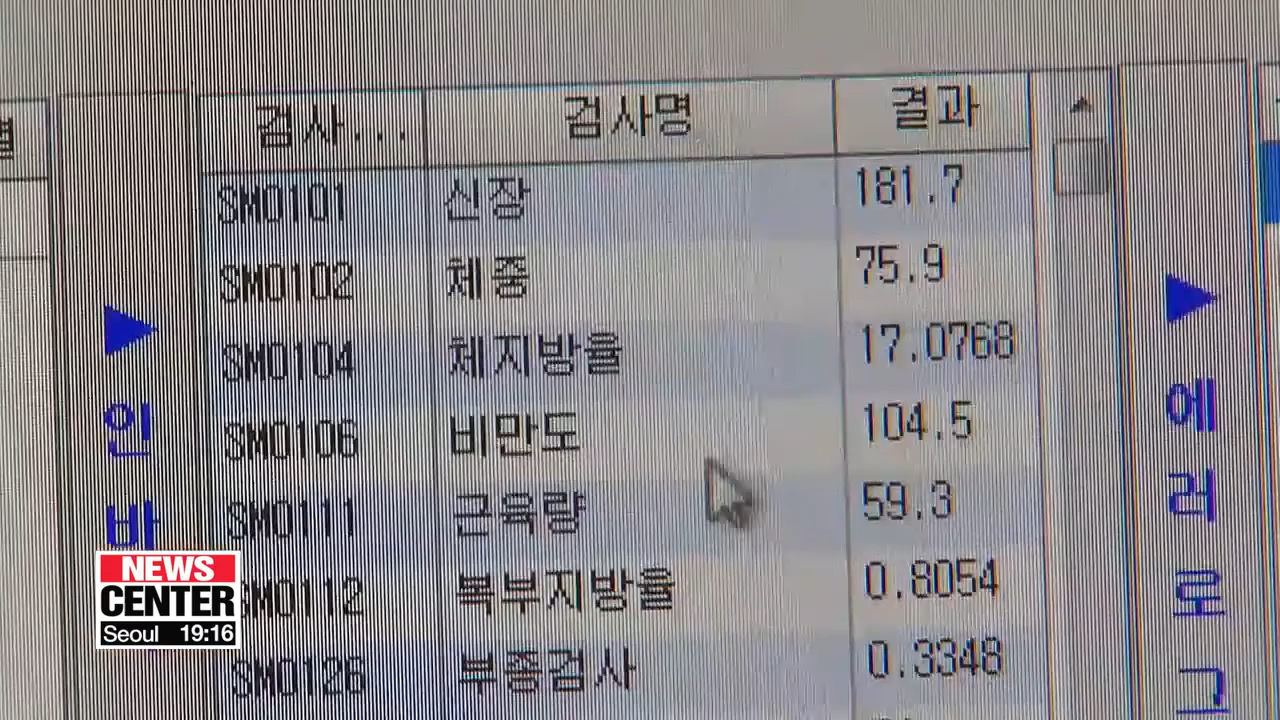 검사... 검사명 결과
SM0101 신장 181.7
SM0102 체중 75.9
SM0104 체지방율 17.0768
SM0106 비만도 104.5
SM0111 근육량 59.3
SM0112 복부지방율 0.8054
SM0126 부종검사 0.3348
▶
인
바
▶
에
러
로
그
NEWS
CENTER
Seoul 19:16